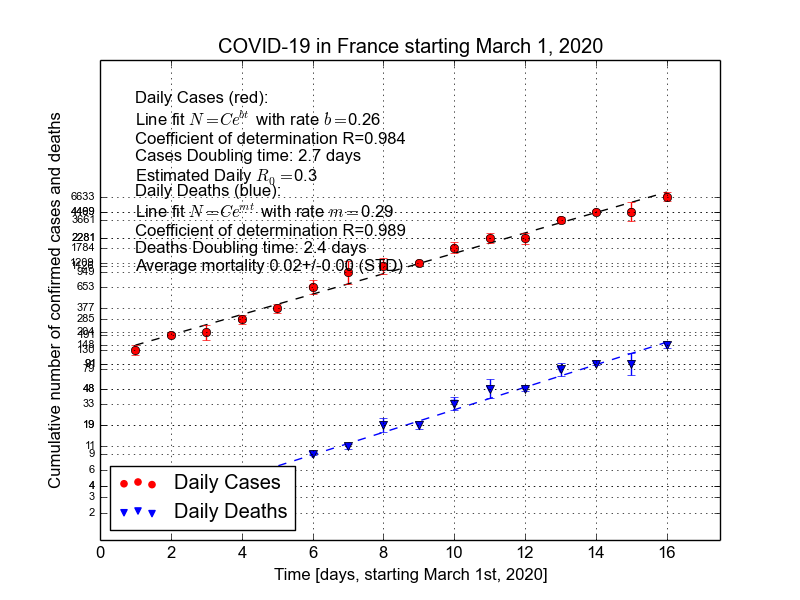 COVID-19 in France starting March 1, 2020
Daily Cases (red):
Line fit N=Ce^{bt} with rate b=0.26
Coefficient of determination R=0.984
Cases Doubling time: 2.7 days
Estimated Daily R_0=0.3
Daily Deaths (blue):
Line fit N=Ce^{mt} with rate m=0.29
Coefficient of determination R=0.989
Deaths Doubling time: 2.4 days
Average mortality 0.02+/-0.00 (STD)
Cumulative number of confirmed cases and deaths
6633
3661
2281
1784
949
653
377
285
204
191
148
130
91
79
48
33
19
11
9
6
4
3
2
Daily Cases
Daily Deaths
0 2 4 6 8 10 12 14 16
Time [days, starting March 1st, 2020]